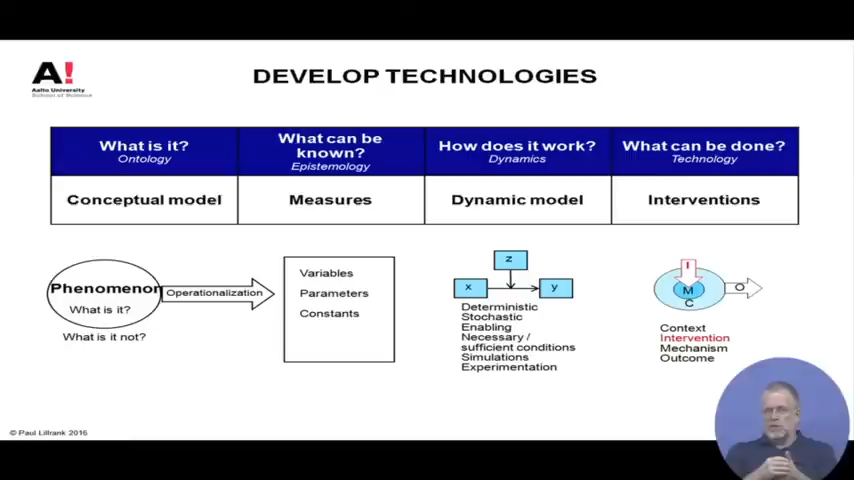 A!
Aalto University
School of Science
DEVELOP TECHNOLOGIES
What is it?
Ontology
What can be
known?
Epistemology
How does it work?
Dynamics
What can be done?
Technology
Conceptual model
Measures
Dynamic model
Interventions
Phenomenon
What is it?
What is it not?
Operationalization
Variables
Parameters
Constants
z
x
y
Deterministic
Stochastic
Enabling
Necessary /
sufficient conditions
Simulations
Experimentation
I
M
C
O
Context
Intervention
Mechanism
Outcome
© Paul Lillrank 2016